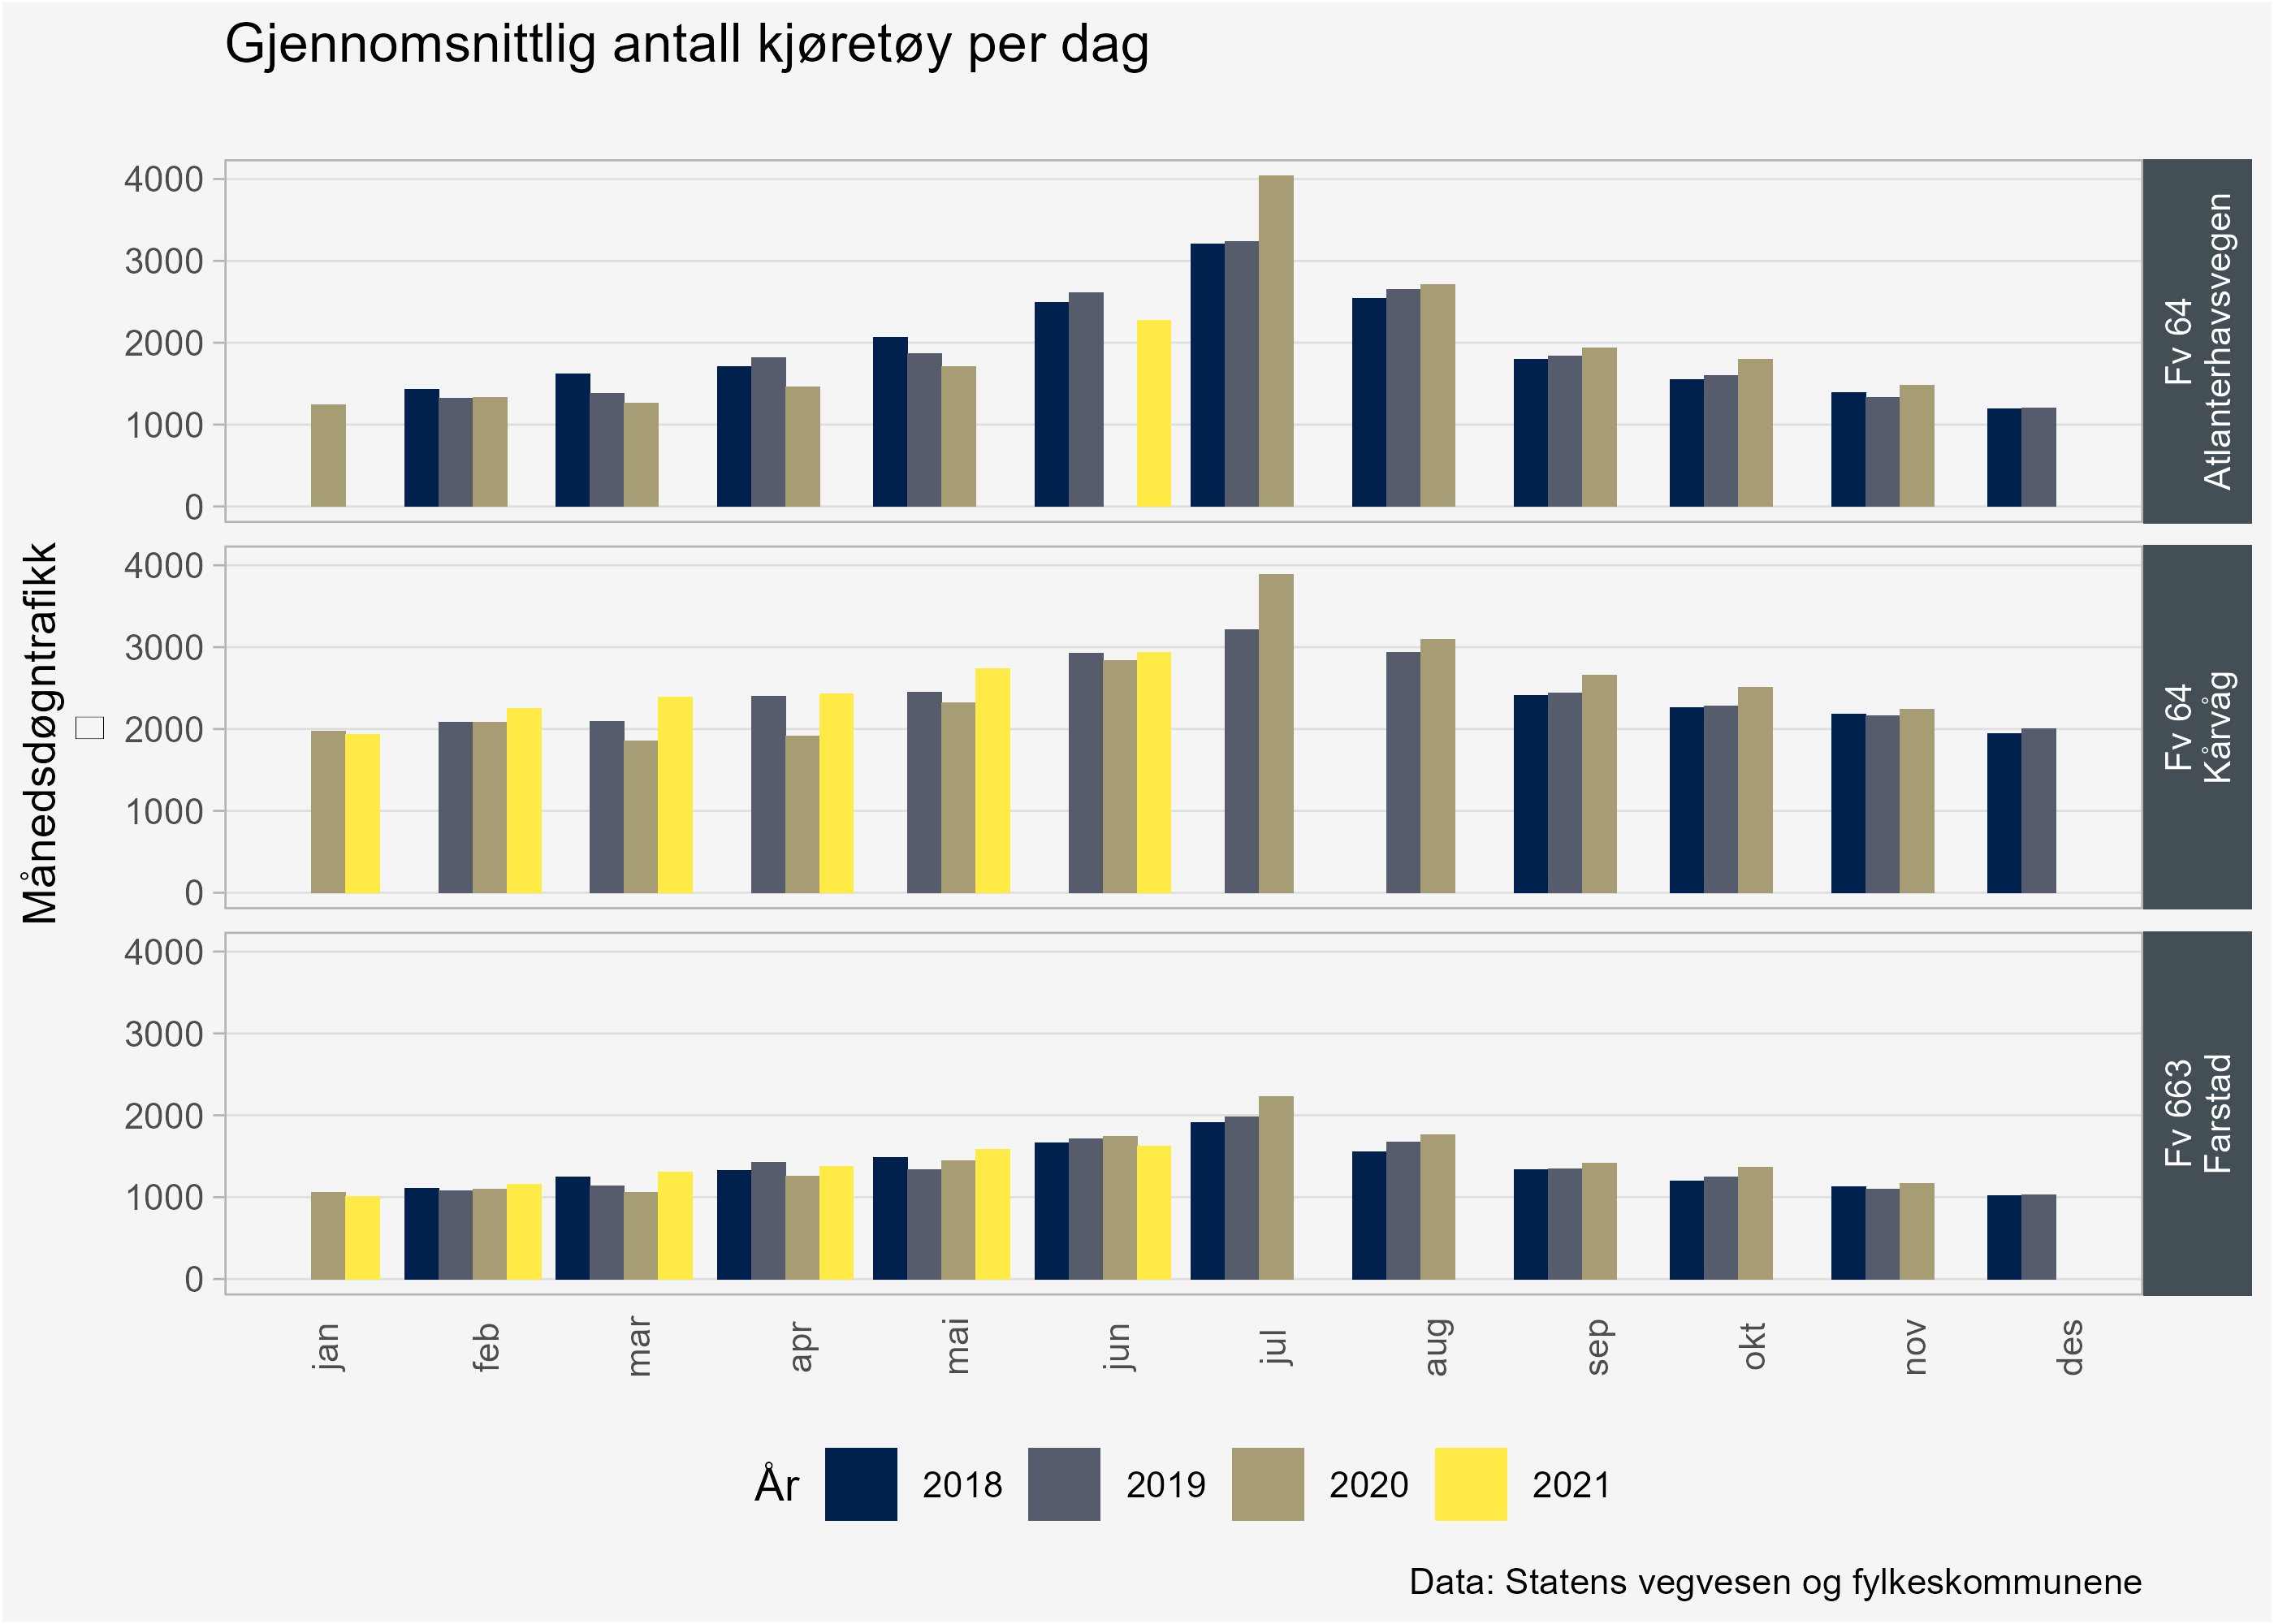 Gjennomsnittlig antall kjøretøy per dag
Månedsdøgntrafikk
4000
3000
2000
1000
0
Fv 64
Atlanterhavsvegen
4000
3000
2000
1000
0
Fv 64
Kårvåg
4000
3000
2000
1000
0
Fv 663
Farstad
jan feb mar apr mai jun jul aug sep okt nov des
År 2018 2019 2020 2021
Data: Statens vegvesen og fylkeskommunene